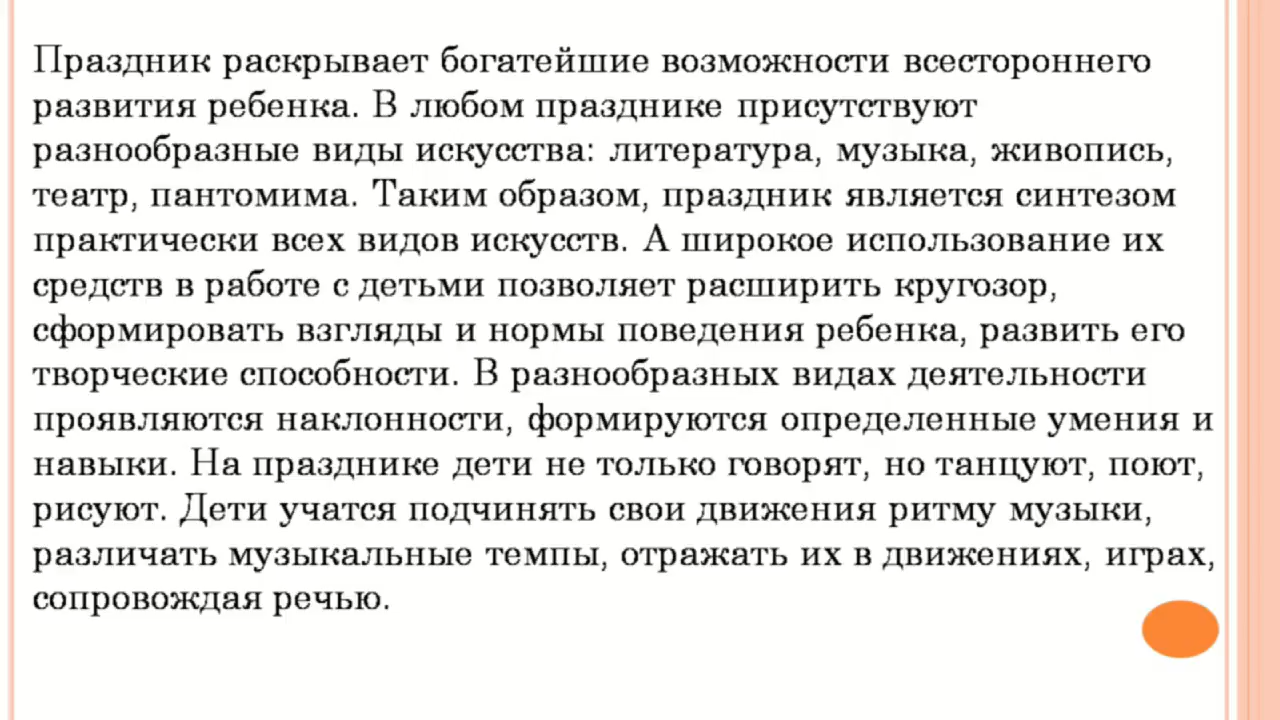 Праздник раскрывает богатейшие возможности всестороннего
развития ребенка. В любом празднике присутствуют
разнообразные виды искусства: литература, музыка, живопись,
театр, пантомима. Таким образом, праздник является синтезом
практически всех видов искусств. А широкое использование их
средств в работе с детьми позволяет расширить кругозор,
сформировать взгляды и нормы поведения ребенка, развить его
творческие способности. В разнообразных видах деятельности
проявляются наклонности, формируются определенные умения и
навыки. На празднике дети не только говорят, но танцуют, поют,
рисуют. Дети учатся подчинять свои движения ритму музыки,
различать музыкальные темпы, отражать их в движениях, играх,
сопровождая речью.